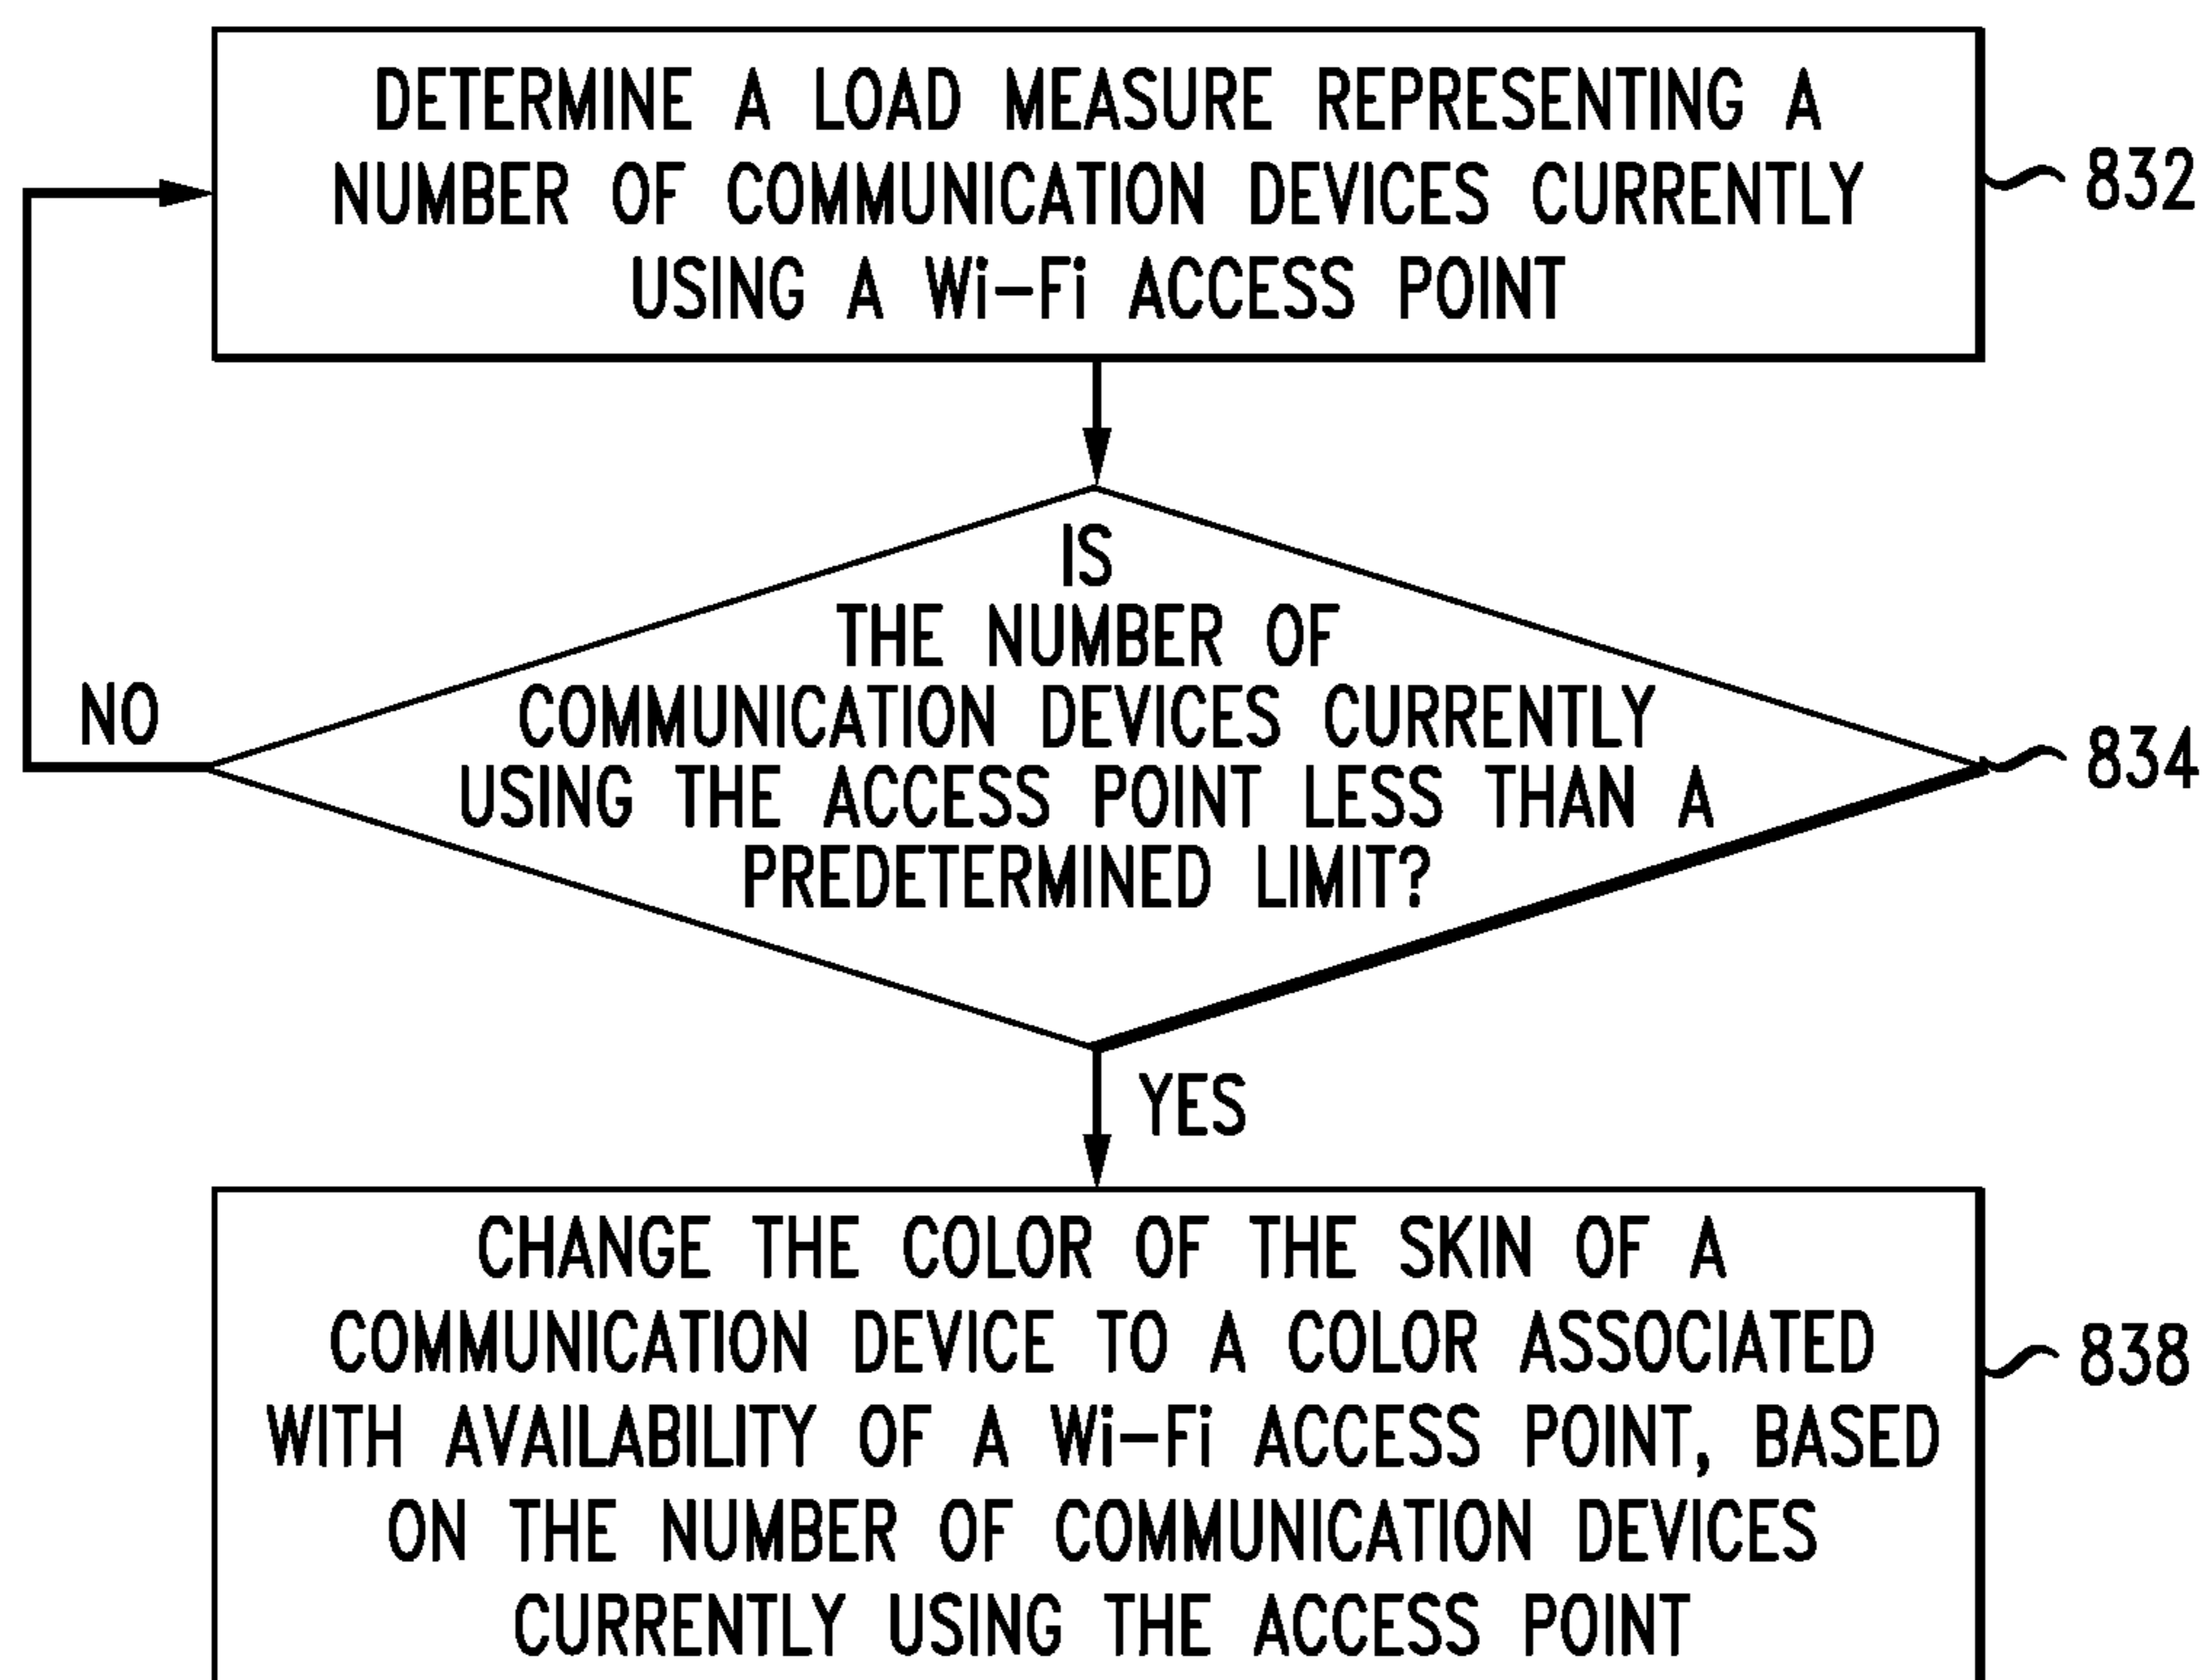 DETERMINE A LOAD MEASURE REPRESENTING A
NUMBER OF COMMUNICATION DEVICES CURRENTLY
USING A Wi-Fi ACCESS POINT
832
IS
THE NUMBER OF
COMMUNICATION DEVICES CURRENTLY
USING THE ACCESS POINT LESS THAN A
PREDETERMINED LIMIT?
NO
834
YES
CHANGE THE COLOR OF THE SKIN OF A
COMMUNICATION DEVICE TO A COLOR ASSOCIATED
WITH AVAILABILITY OF A Wi-Fi ACCESS POINT, BASED
ON THE NUMBER OF COMMUNICATION DEVICES
CURRENTLY USING THE ACCESS POINT
838